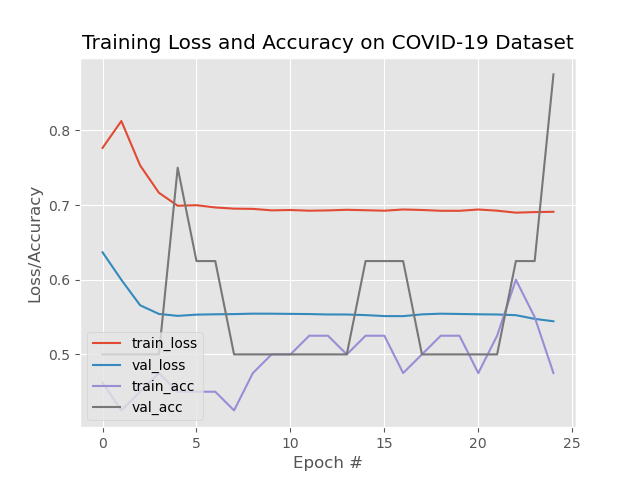 Training Loss and Accuracy on COVID-19 Dataset
Loss/Accuracy
0.8
0.7
0.6
0.5
train_loss
val_loss
train_acc
val_acc
0 5 10 15 20 25
Epoch #